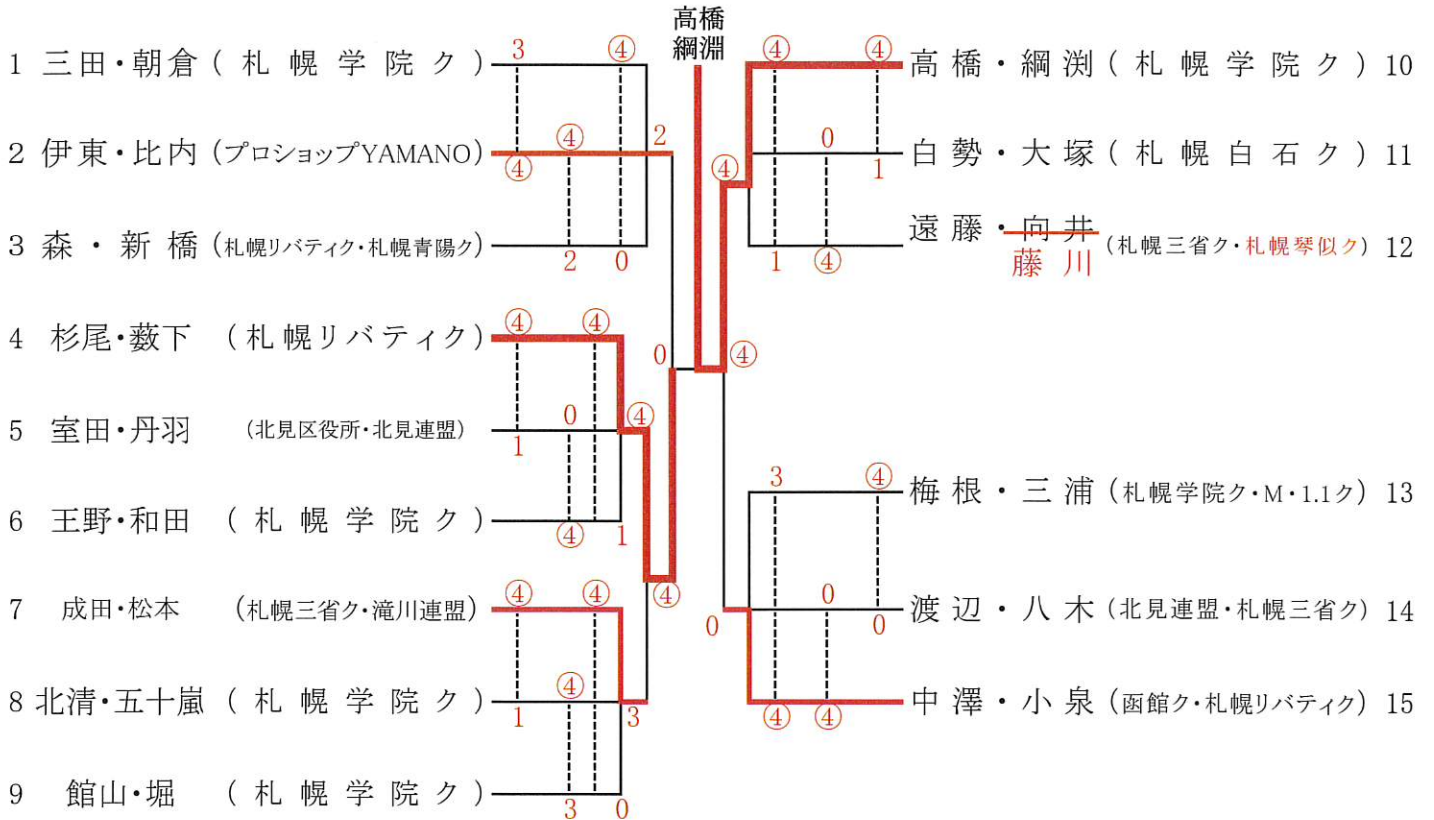 高橋
綱淵
1 三田・朝倉 ( 札 幌 学 院 ク )
3 ④
2 伊東・比内 (プロショップYAMANO)
④ ④ 2
3 森・新橋 (札幌リバティク・札幌青陽ク)
2 0
4 杉尾・薮下 (札幌リバティク)
④ ④
0
5 室田・丹羽 (北見区役所・北見連盟)
1 0 ④
6 王野・和田 ( 札 幌 学 院 ク )
④ 1
④
7 成田・松本 (札幌三省ク・滝川連盟)
④ ④
8 北清・五十嵐 ( 札 幌 学 院 ク )
1 ④ 3
9 館山・堀 ( 札 幌 学 院 ク )
3 0
④ ④
高橋・綱渕 ( 札 幌 学 院 ク ) 10
④ 0 1
白勢・大塚 ( 札 幌 白 石 ク ) 11
遠藤・向井 (札幌三省ク・札幌琴似ク) 12
藤川
1 ④
④
3 ④
梅根・三浦 (札幌学院ク・M・1.1ク) 13
0 0 0
渡辺・八木 (北見連盟・札幌三省ク) 14
中澤・小泉 (函館ク・札幌リバティク) 15
④ ④